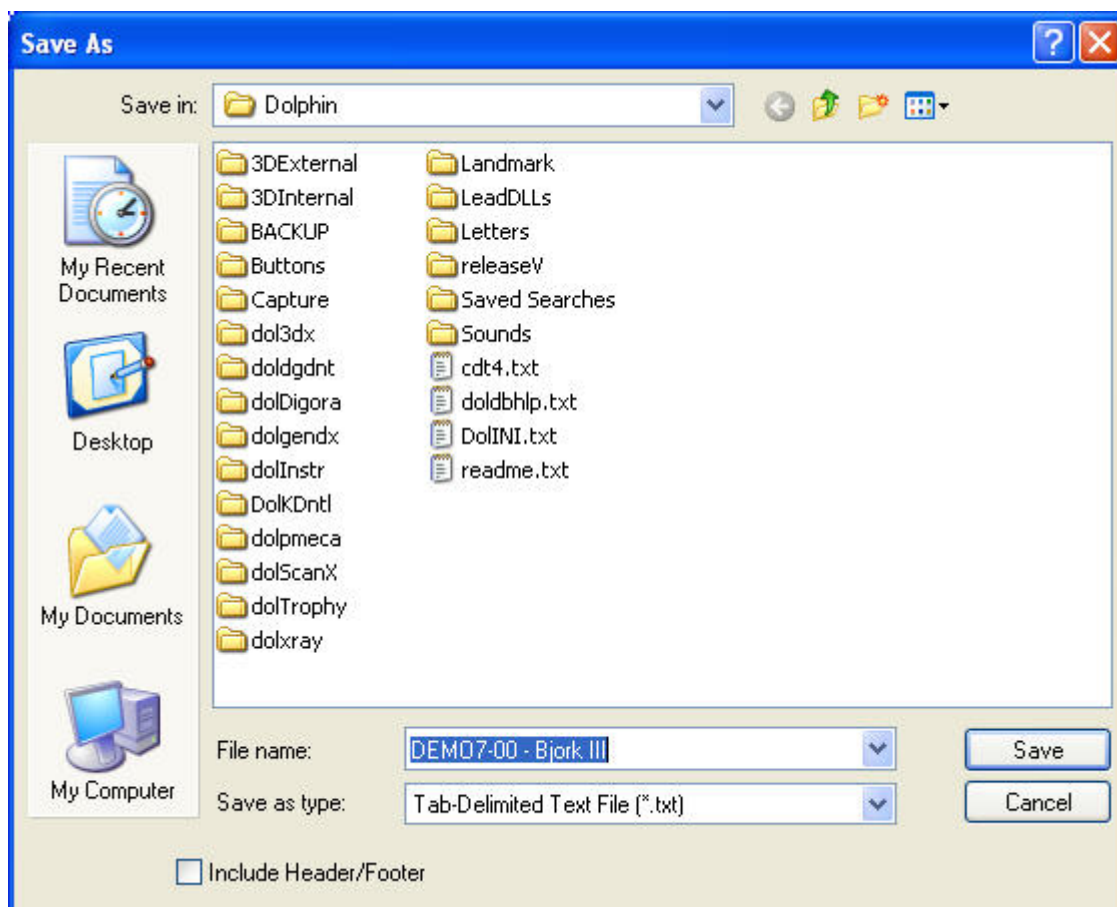 Save As
Save in:
Dolphin
My Recent
Documents
Desktop
My Documents
My Computer
3DExternal
3DInternal
BACKUP
Buttons
Capture
dol3dx
doldgdnt
dolDigora
dolgendx
dolInstr
DolKDntl
dolpmeca
dolScanX
dolTrophy
dolxray
Landmark
LeadDLLs
Letters
releaseV
Saved Searches
Sounds
cdt4.txt
doldbhlp.txt
DolINI.txt
readme.txt
File name:
DEMO7-00 - Bjork III
Save
Save as type:
Tab-Delimited Text File (*.txt)
Cancel
Include Header/Footer